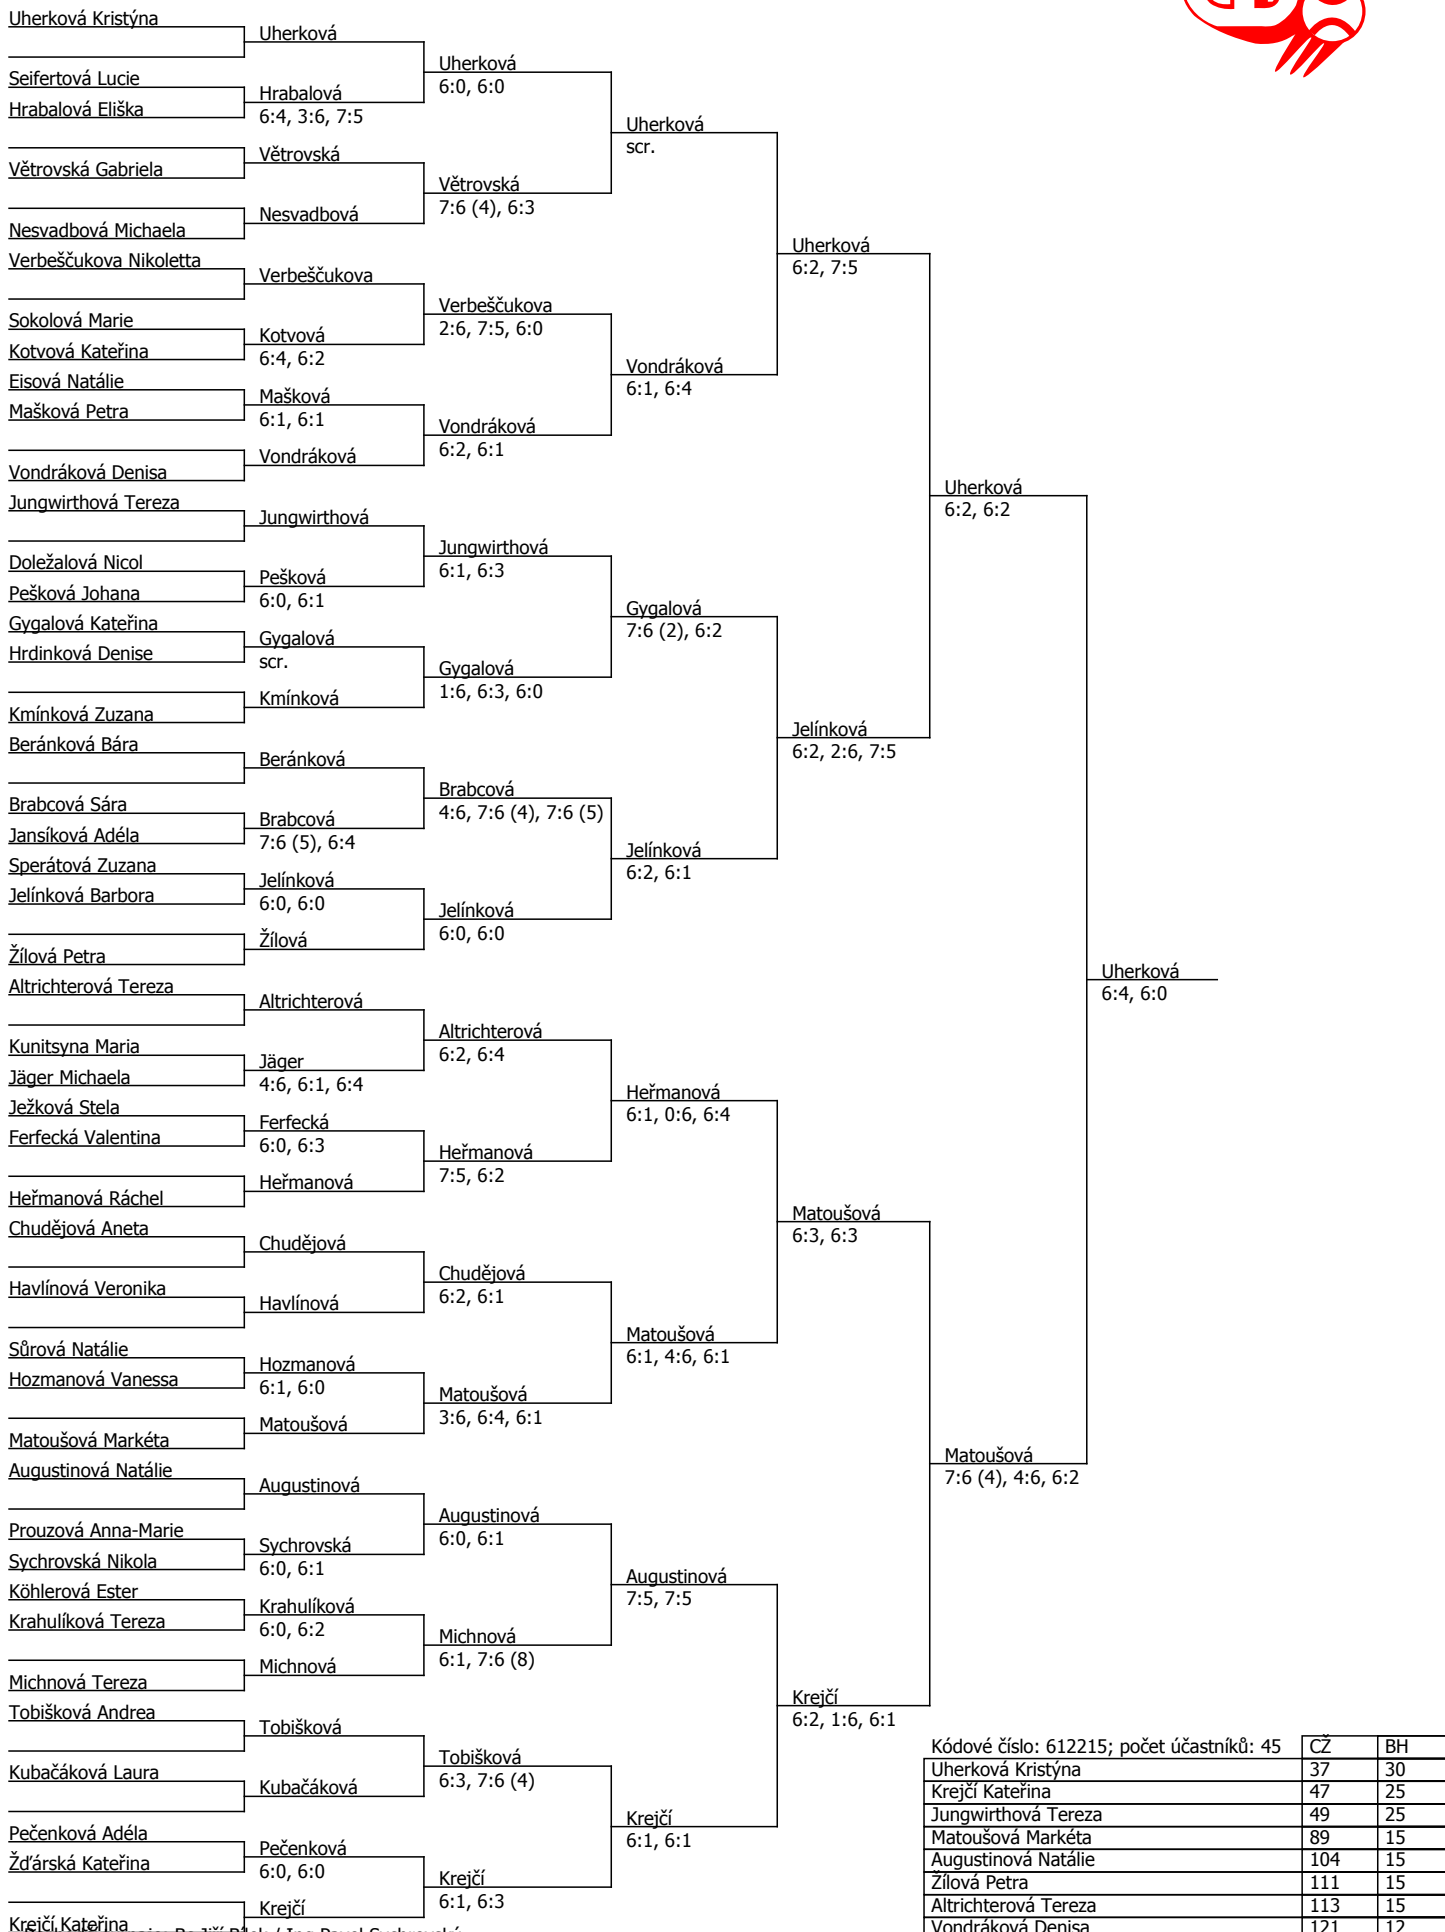 Uherková Kristýna
Seifertová Lucie
Hrabalová Eliška
Větrovská Gabriela
Nesvadbová Michaela
Verbeščukova Nikoletta
Sokolová Marie
Kotvová Kateřina
Eisová Natálie
Mašková Petra
Vondráková Denisa
Jungwirthová Tereza
Doležalová Nicol
Pešková Johana
Gygalová Kateřina
Hrdinková Denise
Kmínková Zuzana
Beránková Bára
Brabcová Sára
Jansíková Adéla
Sperátová Zuzana
Jelínková Barbora
Žílová Petra
Altrichterová Tereza
Kunitsyna Maria
Jäger Michaela
Ježková Stela
Ferfecká Valentina
Heřmanová Ráchel
Chudějová Aneta
Havlínová Veronika
Sůrová Natálie
Hozmanová Vanessa
Matoušová Markéta
Augustinová Natálie
Prouzová Anna-Marie
Sychrovská Nikola
Köhlerová Ester
Krahulíková Tereza
Michnová Tereza
Tobišková Andrea
Kubačáková Laura
Pečenková Adéla
Žďárská Kateřina
Krejčí Kateřina
Uherková
Hrabalová
6:4, 3:6, 7:5
Větrovská
Nesvadbová
Verbeščukova
Kotvová
6:4, 6:2
Mašková
6:1, 6:1
Vondráková
Jungwirthová
Pešková
6:0, 6:1
Gygalová
scr.
Kmínková
Beránková
Brabcová
7:6 (5), 6:4
Jelínková
6:0, 6:0
Žílová
Altrichterová
Jäger
4:6, 6:1, 6:4
Ferfecká
6:0, 6:3
Heřmanová
Chudějová
Havlínová
Hozmanová
6:1, 6:0
Matoušová
Augustinová
Sychrovská
6:0, 6:1
Krahulíková
6:0, 6:2
Michnová
Tobišková
Kubačáková
Pečenková
6:0, 6:0
Krejčí
Uherková
6:0, 6:0
Větrovská
7:6 (4), 6:3
Verbeščukova
2:6, 7:5, 6:0
Vondráková
6:2, 6:1
Jungwirthová
6:1, 6:3
Gygalová
1:6, 6:3, 6:0
Brabcová
4:6, 7:6 (4), 7:6 (5)
Jelínková
6:0, 6:0
Altrichterová
6:2, 6:4
Heřmanová
7:5, 6:2
Chudějová
6:2, 6:1
Matoušová
3:6, 6:4, 6:1
Augustinová
6:0, 6:1
Michnová
6:1, 7:6 (8)
Tobišková
6:3, 7:6 (4)
Krejčí
6:1, 6:3
Uherková
scr.
Vondráková
6:1, 6:4
Gygalová
7:6 (2), 6:2
Jelínková
6:2, 6:1
Heřmanová
6:1, 0:6, 6:4
Matoušová
6:1, 4:6, 6:1
Augustinová
7:5, 7:5
Krejčí
6:1, 6:1
Uherková
6:2, 7:5
Jelínková
6:2, 2:6, 7:5
Matoušová
6:3, 6:3
Krejčí
6:2, 1:6, 6:1
Uherková
6:2, 6:2
Matoušová
7:6 (4), 4:6, 6:2
Uherková
6:4, 6:0
Kódové číslo: 612215; počet účastníků: 45 CŽ BH
Uherková Kristýna 37 30
Krejčí Kateřina 47 25
Jungwirthová Tereza 49 25
Matoušová Markéta 89 15
Augustinová Natálie 104 15
Žílová Petra 111 15
Altrichterová Tereza 113 15
Vondráková Denisa 121 12